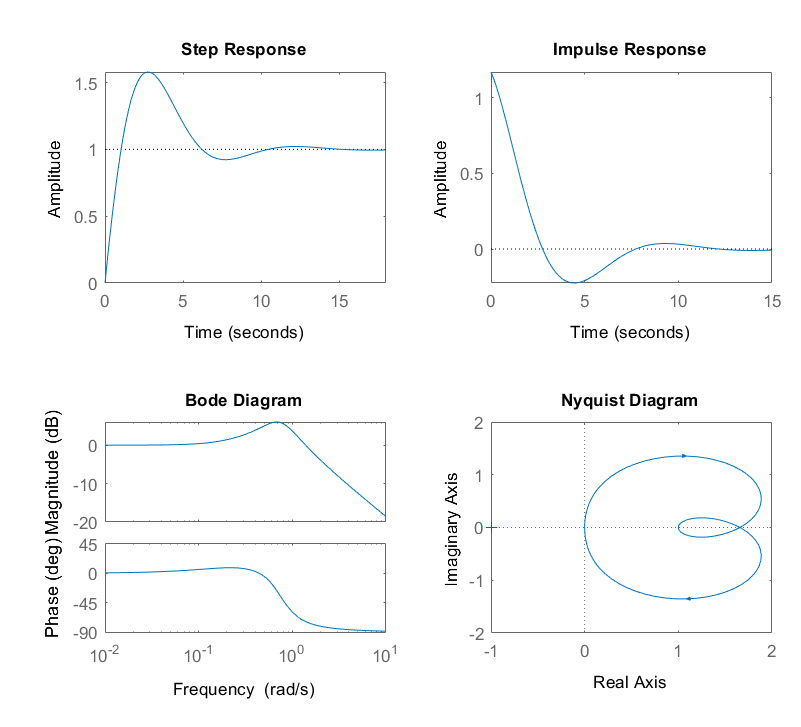 Step Response
Amplitude
1.5
1
0.5
0
0 5 10 15
Time (seconds)
Impulse Response
Amplitude
1
0.5
0
0 5 10 15
Time (seconds)
Bode Diagram
Magnitude (dB)
0
-10
-20
Phase (deg)
45
0
-45
-90
10^-2 10^-1 10^0 10^1
Frequency (rad/s)
Nyquist Diagram
Imaginary Axis
2
1
0
-1
-2
-1 0 1 2
Real Axis